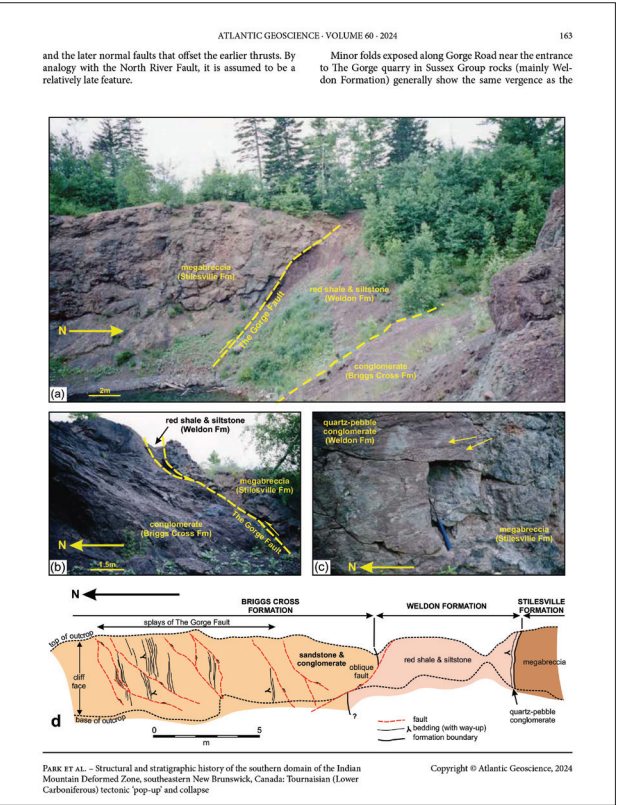 ATLANTIC GEOSCIENCE · VOLUME 60 · 2024
163
and the later normal faults that offset the earlier thrusts. By
analogy with the North River Fault, it is assumed to be a
relatively late feature.
Minor folds exposed along Gorge Road near the entrance
to The Gorge quarry in Sussex Group rocks (mainly Wel-
don Formation) generally show the same vergence as the
megabreccia
(Stilesville Fm)
The Gorge Fault
red shale & siltstone
(Weldon Fm)
N
conglomerate
(Briggs Cross Fm)
2m
(a)
red shale & siltstone
(Weldon Fm)
megabreccia
(Stilesville Fm)
conglomerate
(Briggs Cross Fm)
The Gorge Fault
N
1.5m
(b)
quartz-pebble
conglomerate
(Weldon Fm)
megabreccia
(Stilesville Fm)
N
(c)
N
BRIGGS CROSS
FORMATION
WELDON FORMATION
STILESVILLE
FORMATION
splays of The Gorge Fault
top of outcrop
cliff
face
base of outcrop
sandstone &
conglomerate
oblique
fault
red shale & siltstone
megabreccia
quartz-pebble
conglomerate
?
d
0
5
m
fault
bedding (with way-up)
formation boundary
PARK ET AL. – Structural and stratigraphic history of the southern domain of the Indian
Mountain Deformed Zone, southeastern New Brunswick, Canada: Tournaisian (Lower
Carboniferous) tectonic ‘pop-up’ and collapse
Copyright © Atlantic Geoscience, 2024